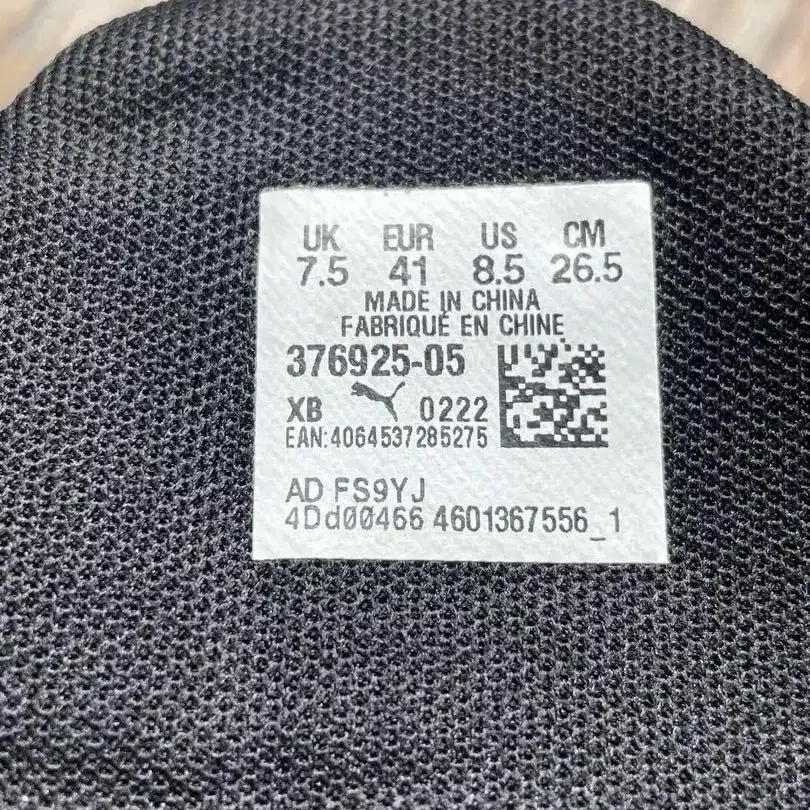 UK EUR US CM
7.5 41 8.5 26.5
MADE IN CHINA
FABRIQUÉ EN CHINE
376925-05
XB 0222
EAN:4064537285275
AD FS9YJ
4Dd00466 4601367556_1